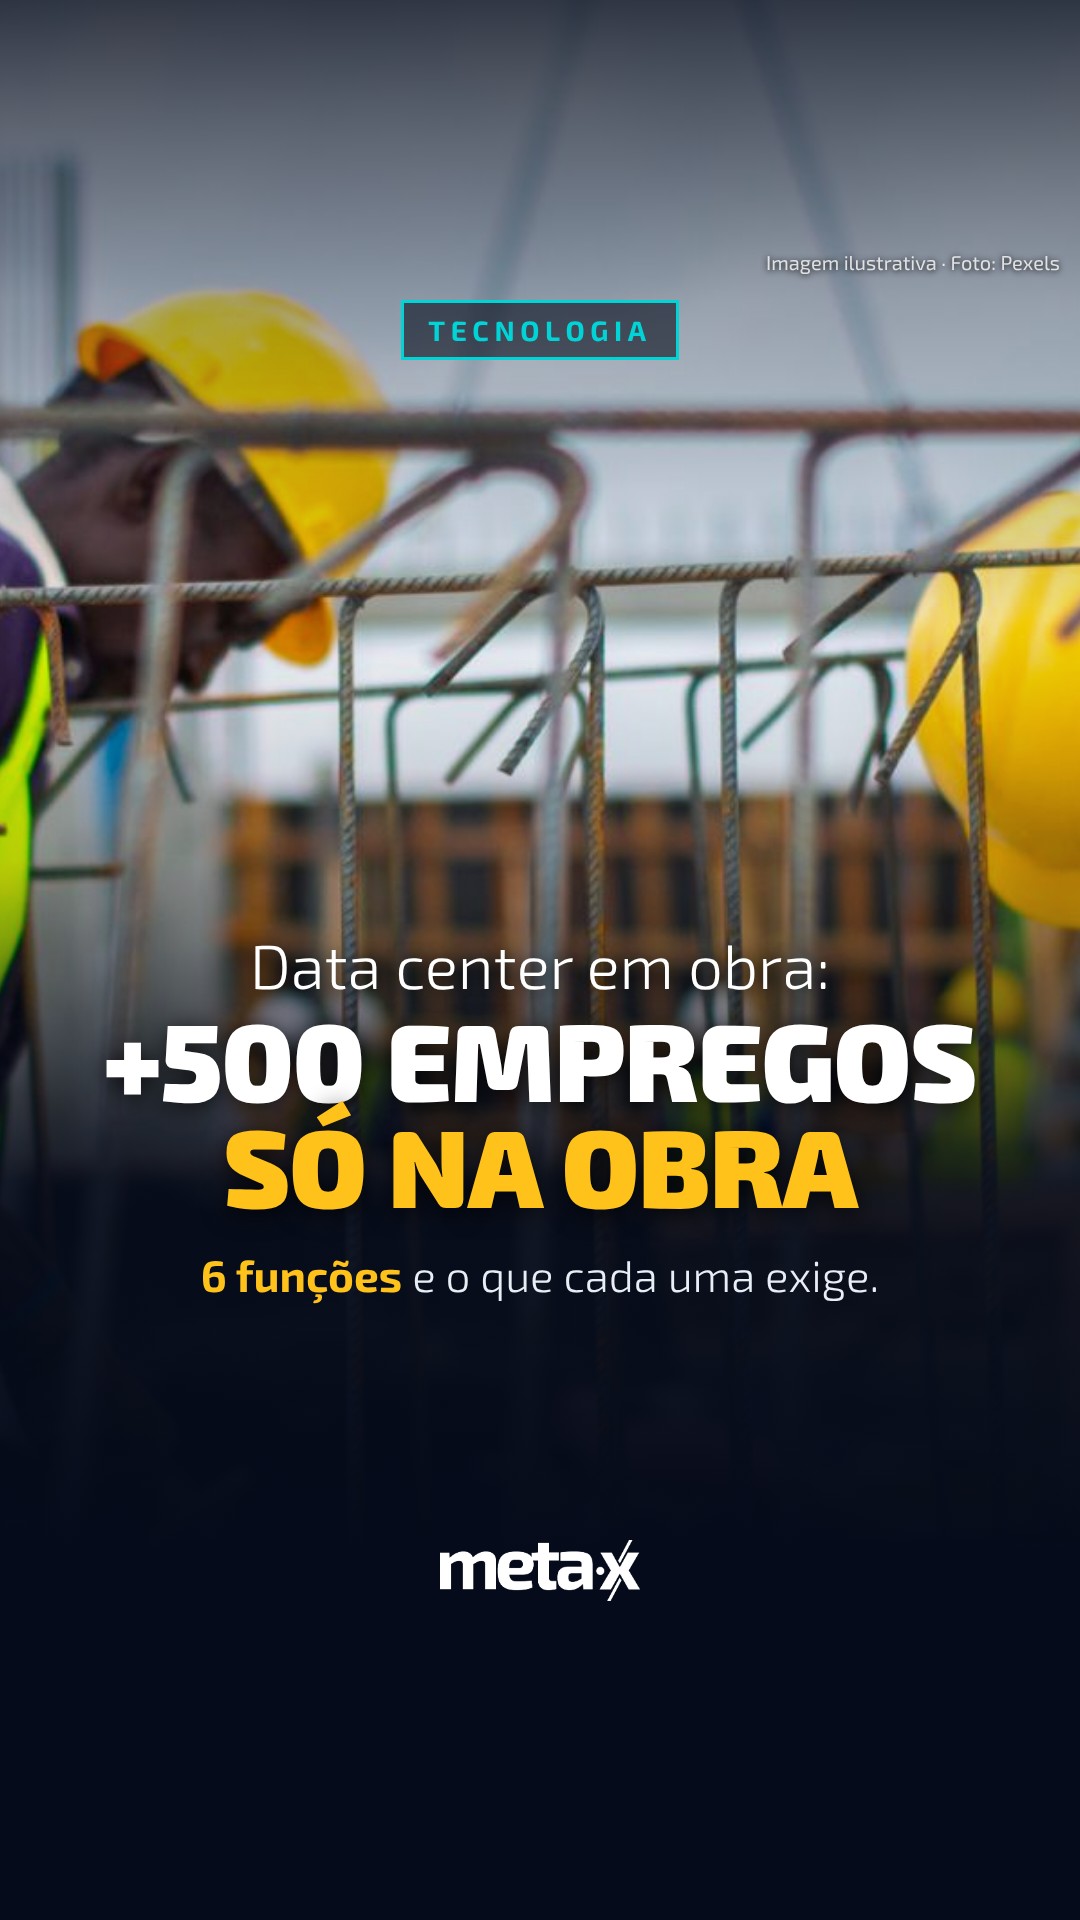 Imagem ilustrativa · Foto: Pexels
TECNOLOGIA
Data center em obra:
+500 EMPREGOS
SÓ NA OBRA
6 funções e o que cada uma exige.
meta·x